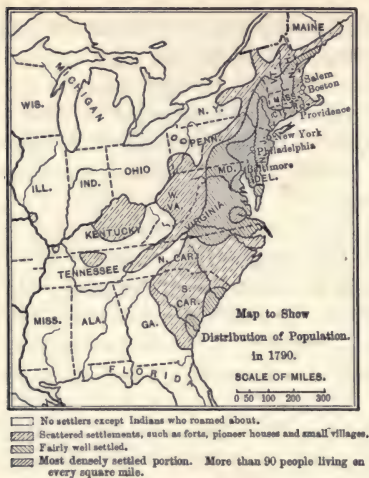 MAINE
MICHIGAN
WIS.
N.Y.
VT.
N.H.
MASS.
Salem
Boston
Providence
New York
PENN.
Philadelphia
N.J.
MD.
Baltimore
DEL.
OHIO
IND.
ILL.
W.
VA.
VIRGINIA
KENTUCKY
TENNESSEE
N. CAR.
S.
CAR.
MISS.
ALA.
GA.
FLORIDA
Map to Show
Distribution of Population.
in 1790.
SCALE OF MILES.
0 50 100 300
No settlers except Indians who roamed about.
Scattered settlements, such as forts, pioneer houses and small villages.
Fairly well settled.
Most densely settled portion. More than 90 people living on
every square mile.